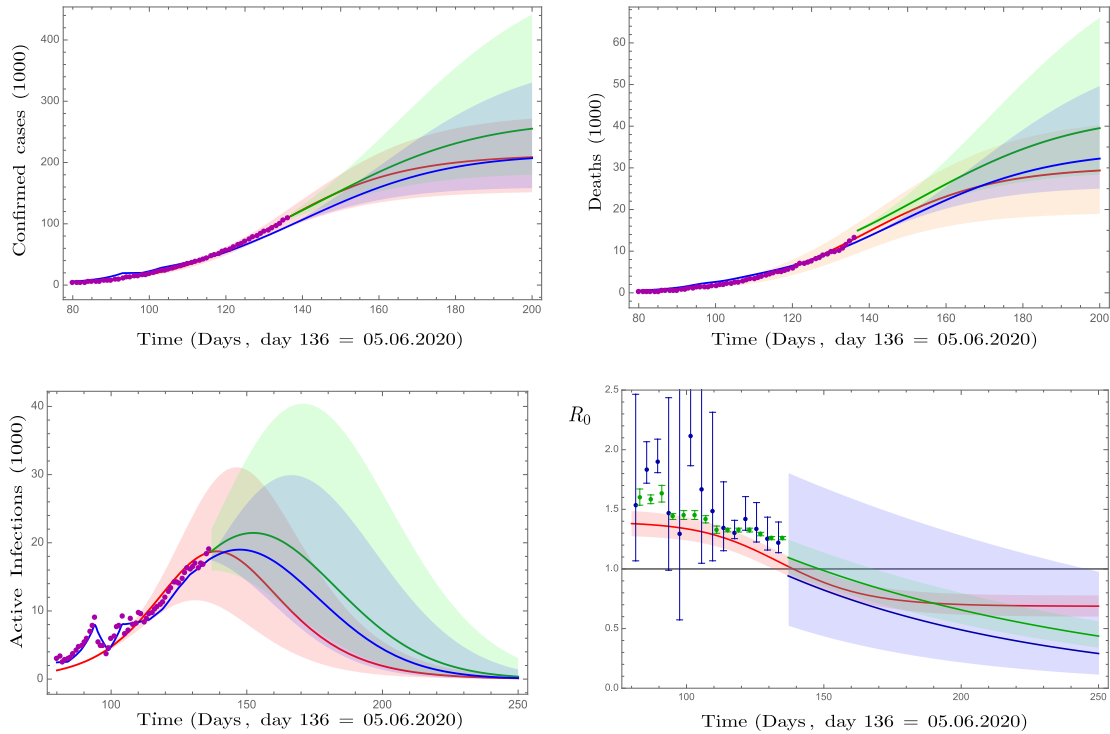 Confirmed cases (1000)
400
300
200
100
0
80 100 120 140 160 180 200
Time (Days , day 136 = 05.06.2020)
Deaths (1000)
60
50
40
30
20
10
0
80 100 120 140 160 180 200
Time (Days , day 136 = 05.06.2020)
Active Infections (1000)
40
30
20
10
0
100 150 200 250
Time (Days , day 136 = 05.06.2020)
R0
2.5
2.0
1.5
1.0
0.5
0.0
100 150 200 250
Time (Days , day 136 = 05.06.2020)